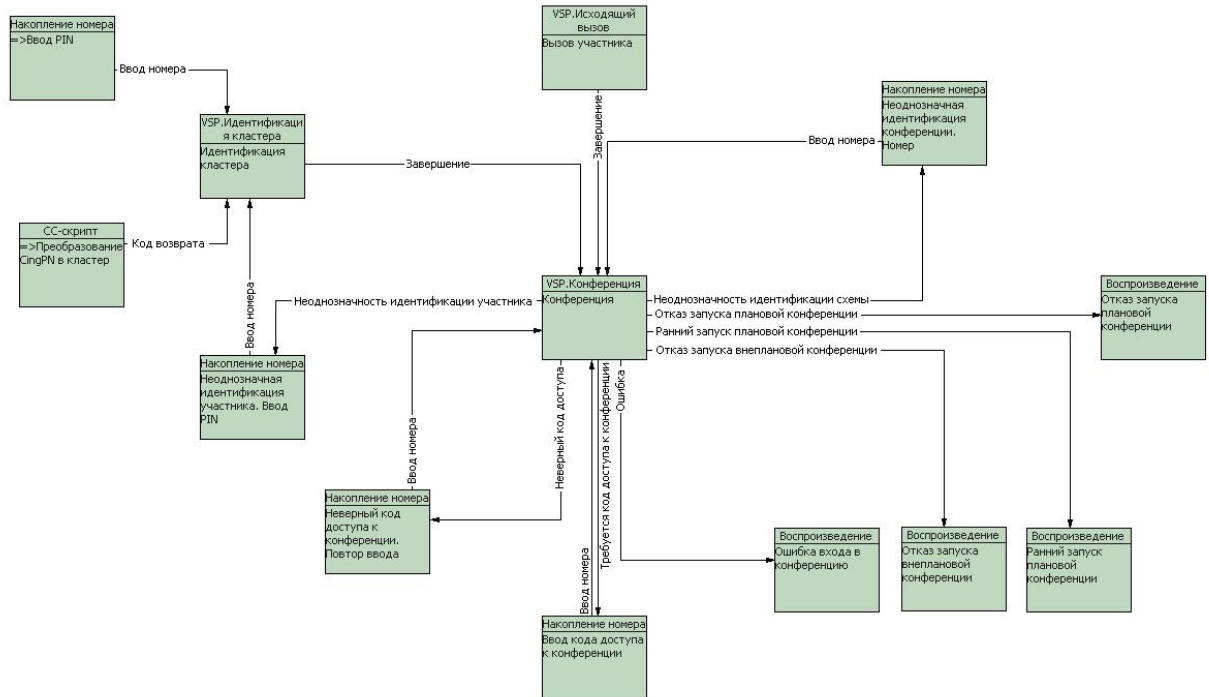 Накопление номера
=>Ввод PIN
Ввод номера
VSP.Исходящий
вызов
Вызов участника
Завершение
Накопление номера
Неоднозначная
идентификация
конференции.
Номер
Ввод номера
VSP.Идентификаци
я кластера
Идентификация
кластера
Завершение
СС-скрипт
=>Преобразование
CingPN в кластер
Код возврата
Ввод номера
VSP.Конференция
Конференция
Неоднозначность идентификации участника
Неоднозначность идентификации схемы
Отказ запуска плановой конференции
Ранний запуск плановой конференции
Отказ запуска внеплановой конференции
Воспроизведение
Отказ запуска
плановой
конференции
Накопление номера
Неоднозначная
идентификация
участника. Ввод
PIN
Ввод номера
Неверный код доступа
Требуется код доступа к конференции
Ошибка
Накопление номера
Неверный код
доступа к
конференции.
Повтор ввода
Ввод номера
Воспроизведение
Ошибка входа в
конференцию
Воспроизведение
Отказ запуска
внеплановой
конференции
Воспроизведение
Ранний запуск
плановой
конференции
Накопление номера
Ввод кода доступа
к конференции